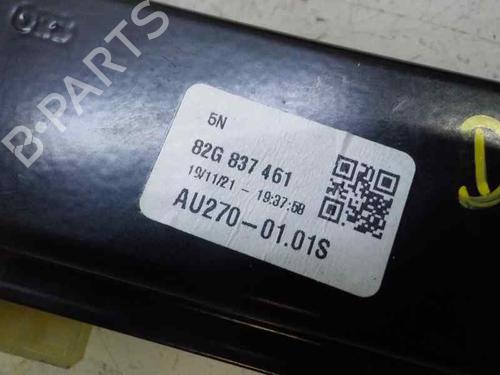 5N
82G 837 461
19/11/21 - 19:37:58
AU270-01.01S
D
B-PARTS